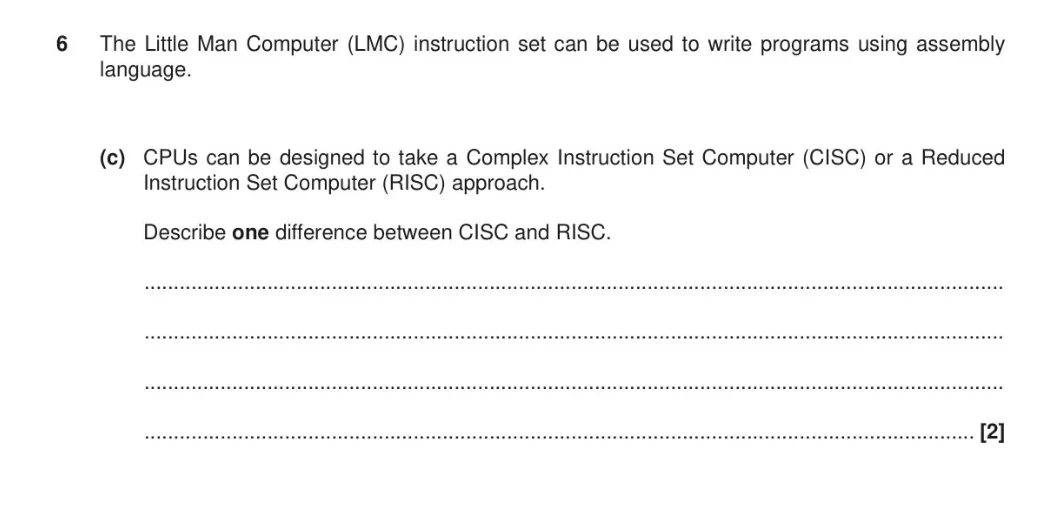 6 The Little Man Computer (LMC) instruction set can be used to write programs using assembly
language.
(c) CPUs can be designed to take a Complex Instruction Set Computer (CISC) or a Reduced
Instruction Set Computer (RISC) approach.
Describe one difference between CISC and RISC.
[2]